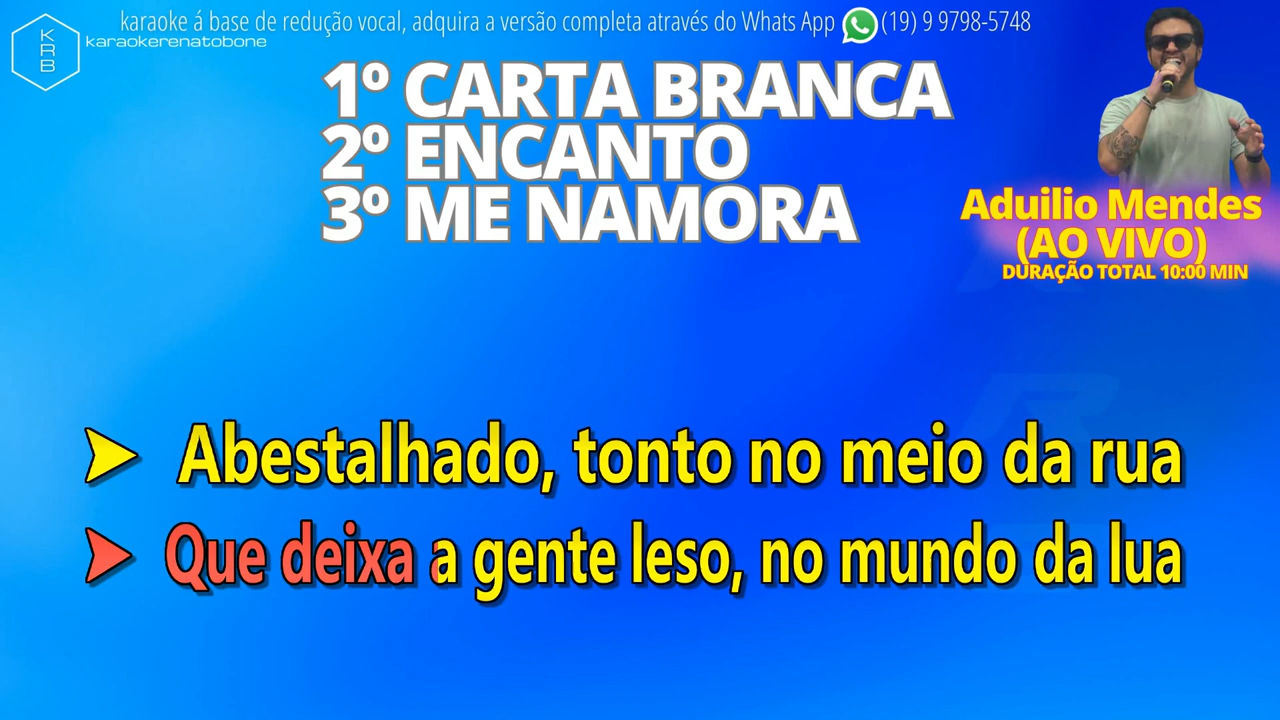 karaoke á base de redução vocal, adquira a versão completa através do Whats App (19) 9 9798-5748
KRB
karaokerenatobone
1º CARTA BRANCA
2º ENCANTO
3º ME NAMORA
Aduilio Mendes
(AO VIVO)
DURAÇÃO TOTAL 10:00 MIN
Abestalhado, tonto no meio da rua
Que deixa a gente leso, no mundo da lua